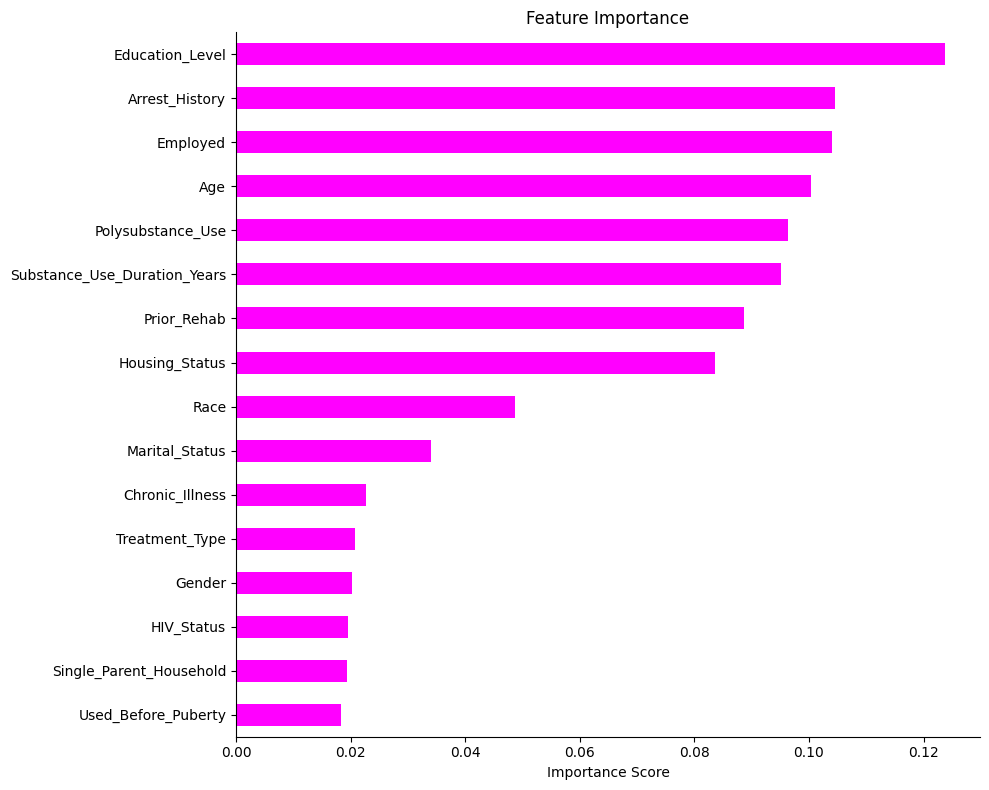 Feature Importance
Education_Level
Arrest_History
Employed
Age
Polysubstance_Use
Substance_Use_Duration_Years
Prior_Rehab
Housing_Status
Race
Marital_Status
Chronic_Illness
Treatment_Type
Gender
HIV_Status
Single_Parent_Household
Used_Before_Puberty
0.00 0.02 0.04 0.06 0.08 0.10 0.12
Importance Score